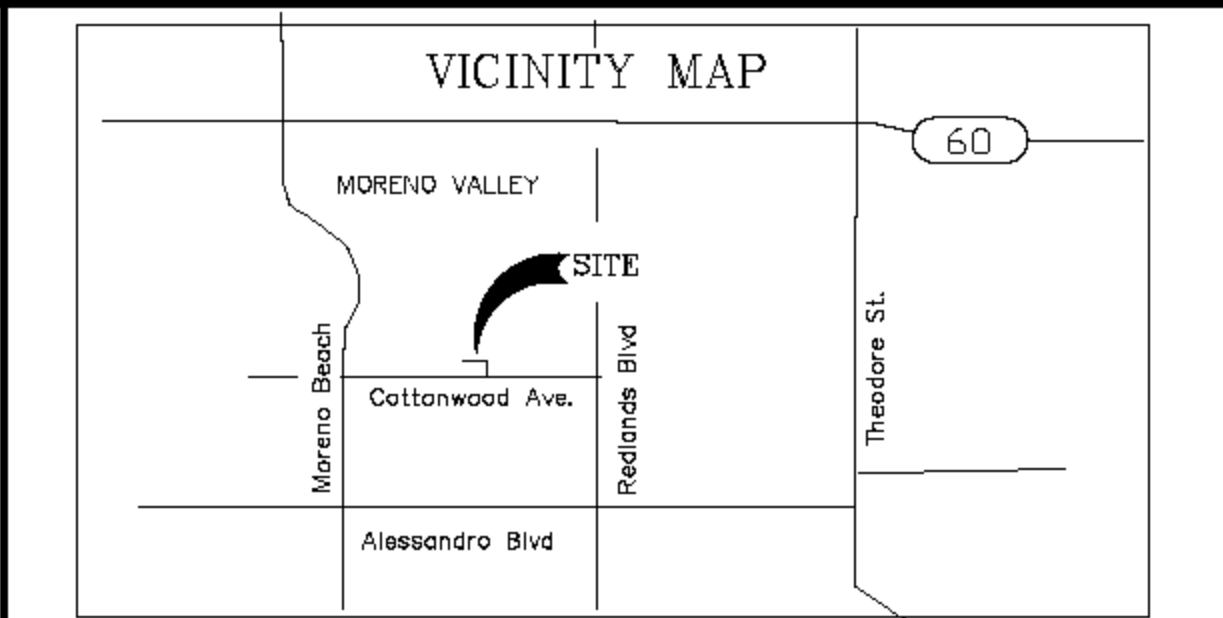 VICINITY MAP
60
MORENO VALLEY
SITE
Moreno Beach
Cottonwood Ave.
Redlands Blvd
Theodore St.
Alessandro Blvd